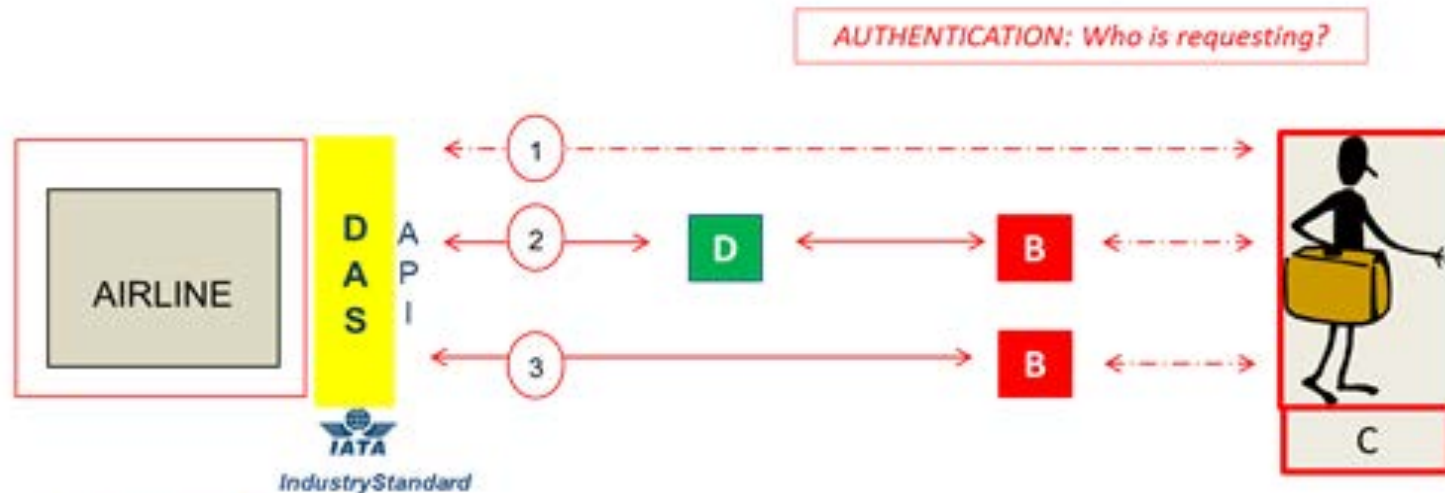 AUTHENTICATION: Who is requesting?
1
AIRLINE
D
A
S
A
P
I
2
D
B
3
B
C
IATA
IndustryStandard